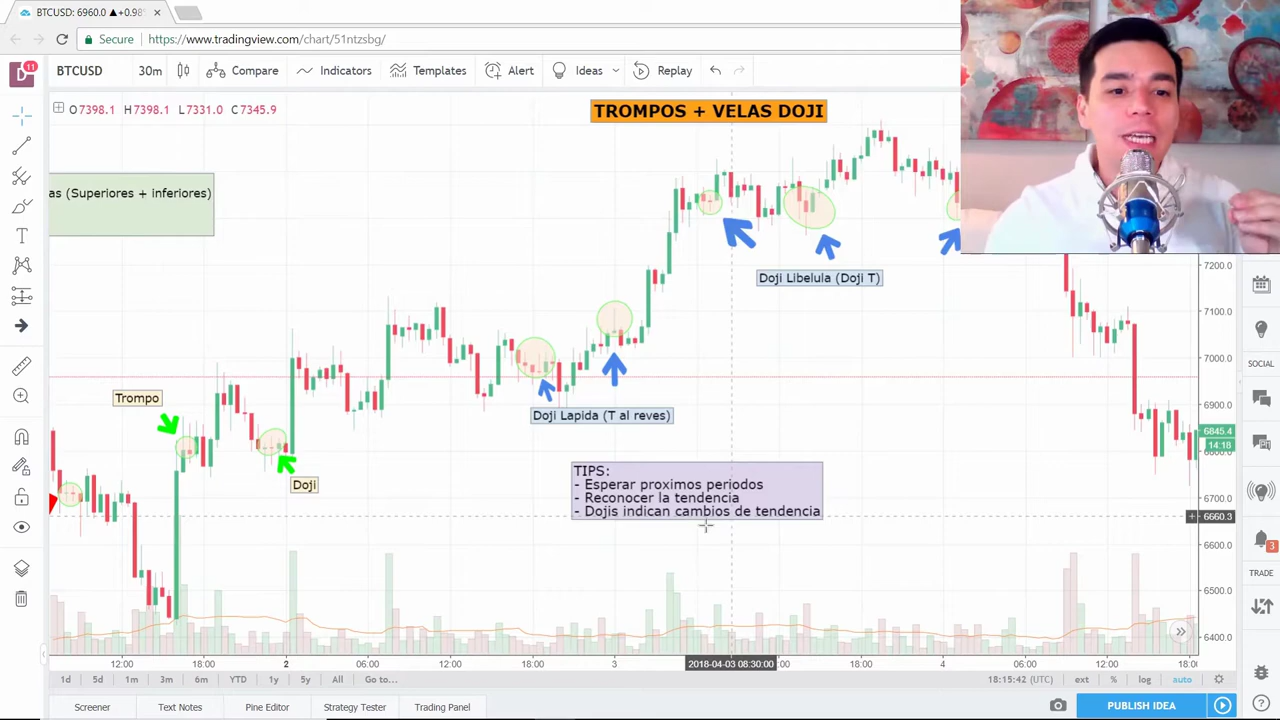 BTCUSD: 6960.0 ▲+0.98%
Secure
https://www.tradingview.com/chart/51ntzsbg/
11
BTCUSD
30m
Compare
Indicators
Templates
Alert
Ideas
Replay
O7398.1 H7398.1 L7331.0 C7345.9
TROMPOS + VELAS DOJI
as (Superiores + inferiores)
Doji Libelula (Doji T)
Trompo
Doji Lapida (T al reves)
Doji
TIPS:
- Esperar proximos periodos
- Reconocer la tendencia
- Dojis indican cambios de tendencia
7200.0
7100.0
7000.0
6900.0
6845.4
14:18
6800.0
6700.0
6660.3
6600.0
6500.0
6400.0
SOCIAL
3
TRADE
12:00
18:00
2
06:00
12:00
18:00
3
2018-04-03 08:30:00
:00
18:00
4
06:00
12:00
18:0
5d
1m
3m
6m
YTD
1y
5y
All
Go to...
18:15:42 (UTC)
ext
%
log
auto
Screener
Text Notes
Pine Editor
Strategy Tester
Trading Panel
PUBLISH IDEA